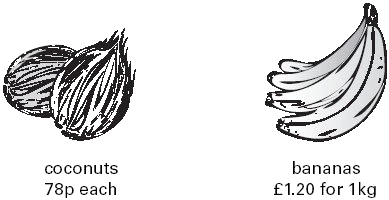 coconuts
78p each
bananas
£1.20 for 1kg